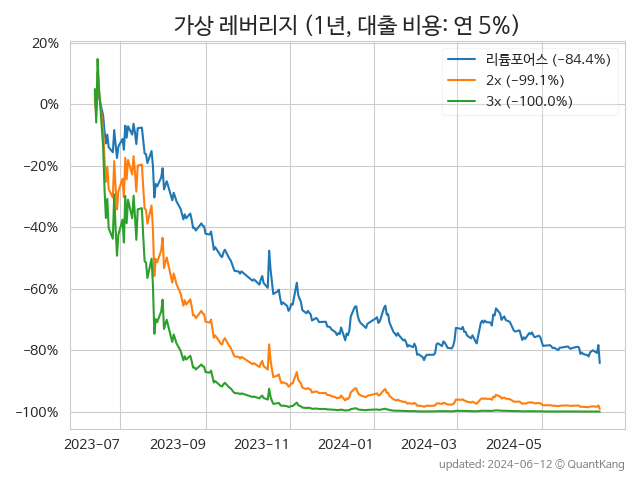 가상 레버리지 (1년, 대출 비용: 연 5%)
20%
0%
−20%
−40%
−60%
−80%
−100%
리튬포어스 (−84.4%)
2x (−99.1%)
3x (−100.0%)
2023-07
2023-09
2023-11
2024-01
2024-03
2024-05
updated: 2024-06-12 © QuantKang